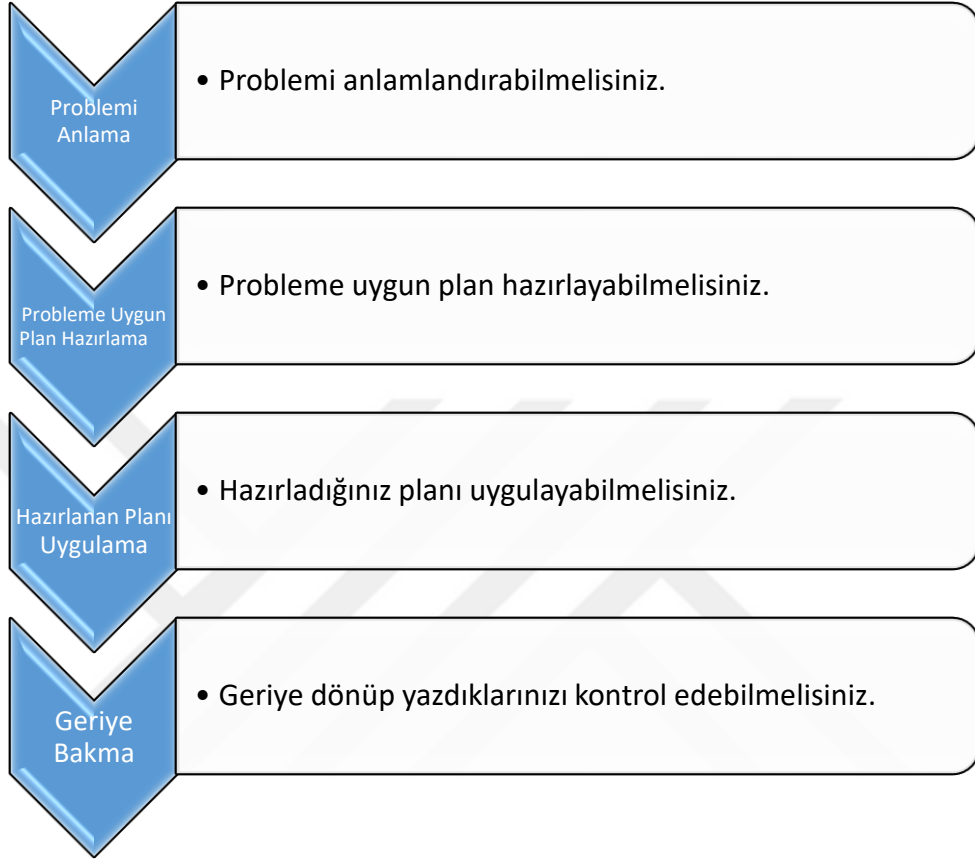 Problemi
Anlama
• Problemi anlamlandırabilmelisiniz.
Probleme Uygun
Plan Hazırlama
• Probleme uygun plan hazırlayabilmelisiniz.
Hazırlanan Planı
Uygulama
• Hazırladığınız planı uygulayabilmelisiniz.
Geriye
Bakma
• Geriye dönüp yazdıklarınızı kontrol edebilmelisiniz.